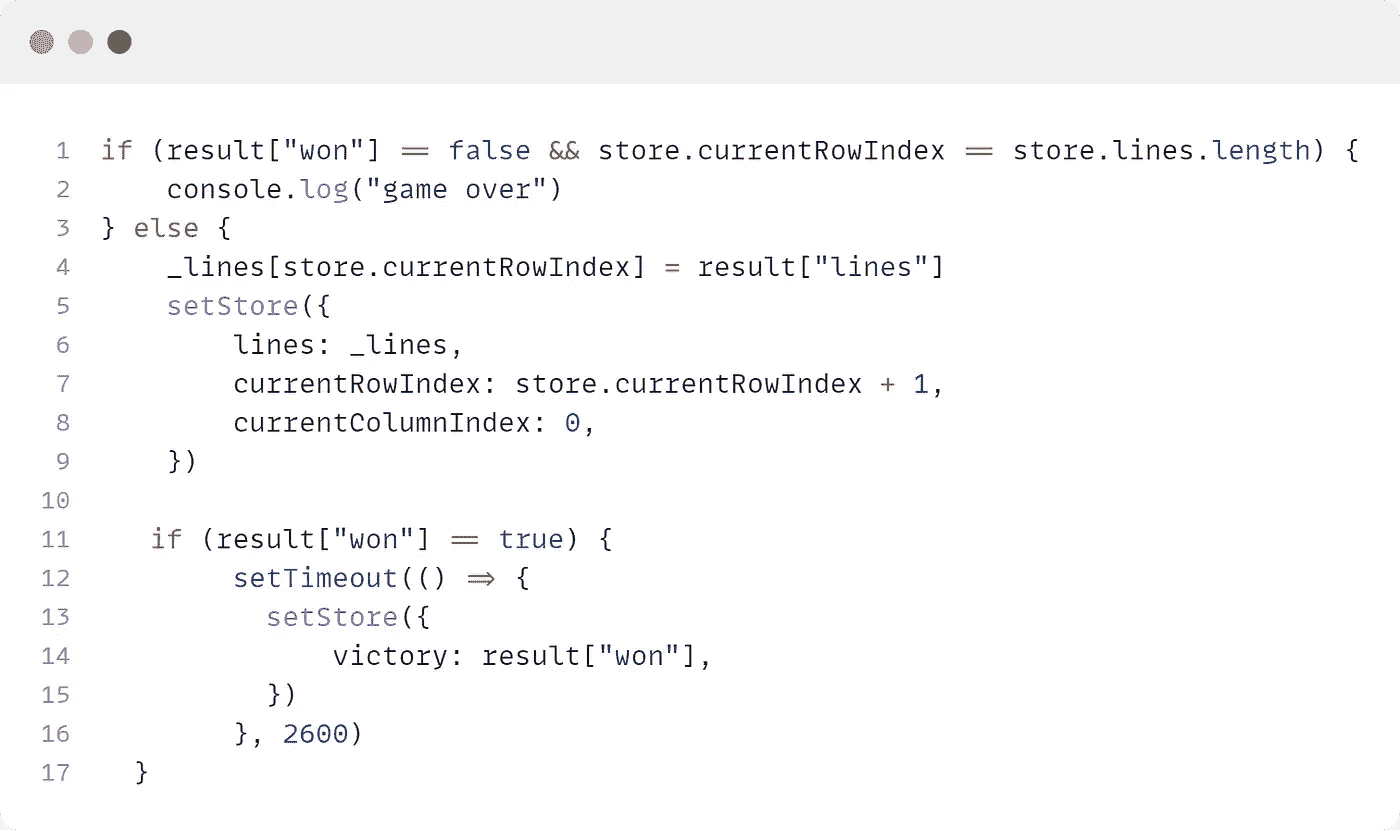 1 if (result["won"] == false && store.currentRowIndex == store.lines.length) {
2     console.log("game over")
3 } else {
4     _lines[store.currentRowIndex] = result["lines"]
5     setStore({
6         lines: _lines,
7         currentRowIndex: store.currentRowIndex + 1,
8         currentColumnIndex: 0,
9     })
10
11    if (result["won"] == true) {
12         setTimeout(() => {
13           setStore({
14               victory: result["won"],
15           })
16         }, 2600)
17   }